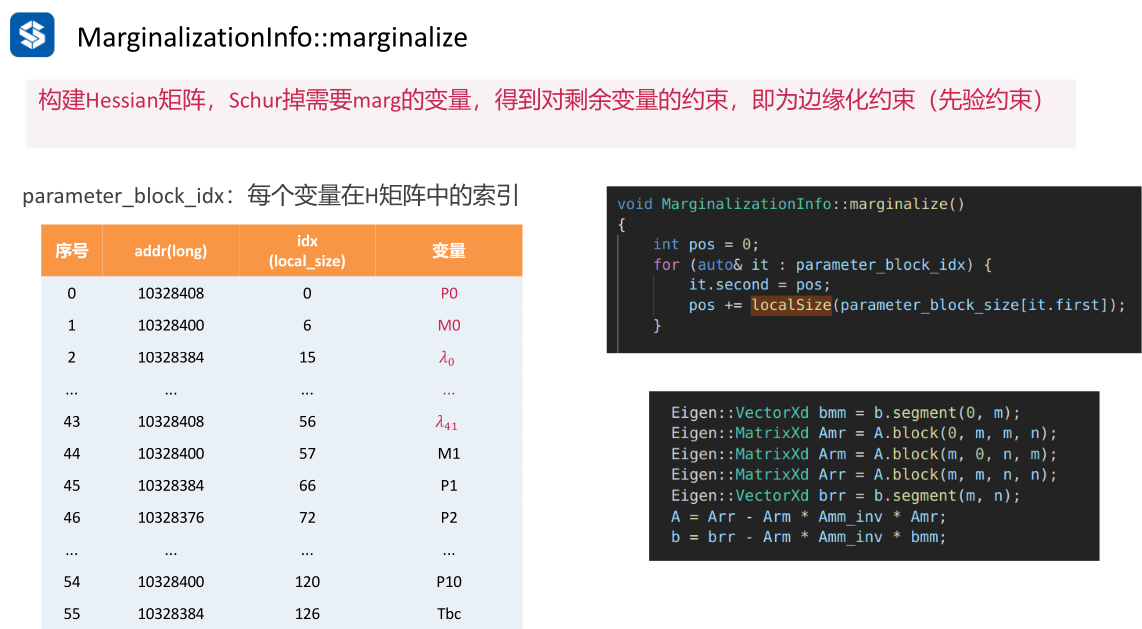 MarginalizationInfo::marginalize
构建Hessian矩阵，Schur掉需要marg的变量，得到对剩余变量的约束，即为边缘化约束（先验约束）
parameter_block_idx：每个变量在H矩阵中的索引
序号 addr(long) idx (local_size) 变量
0 10328408 0 P0
1 10328400 6 M0
2 10328384 15 λ₀
... ... ... ...
43 10328408 56 λ₄₁
44 10328400 57 M1
45 10328384 66 P1
46 10328376 72 P2
... ... ... ...
54 10328400 120 P10
55 10328384 126 Tbc
void MarginalizationInfo::marginalize()
{
int pos = 0;
for (auto& it : parameter_block_idx) {
it.second = pos;
pos += localSize(parameter_block_size[it.first]);
}
Eigen::VectorXd bmm = b.segment(0, m);
Eigen::MatrixXd Amr = A.block(0, m, m, n);
Eigen::MatrixXd Arm = A.block(m, 0, n, m);
Eigen::MatrixXd Arr = A.block(m, m, n, n);
Eigen::VectorXd brr = b.segment(m, n);
A = Arr - Arm * Amm_inv * Amr;
b = brr - Arm * Amm_inv * bmm;